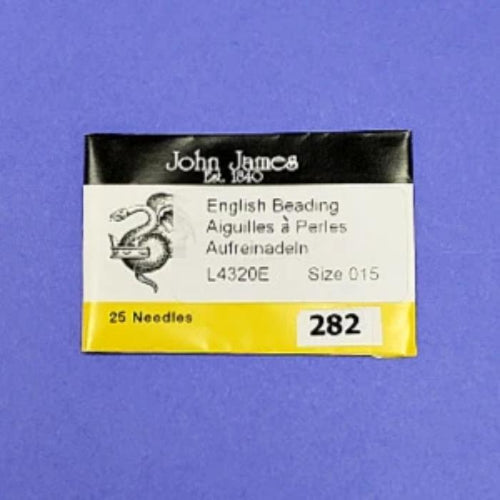 John James
Est. 1840
English Beading
Aiguilles à Perles
Aufreinadeln
L4320E Size 015
25 Needles
282